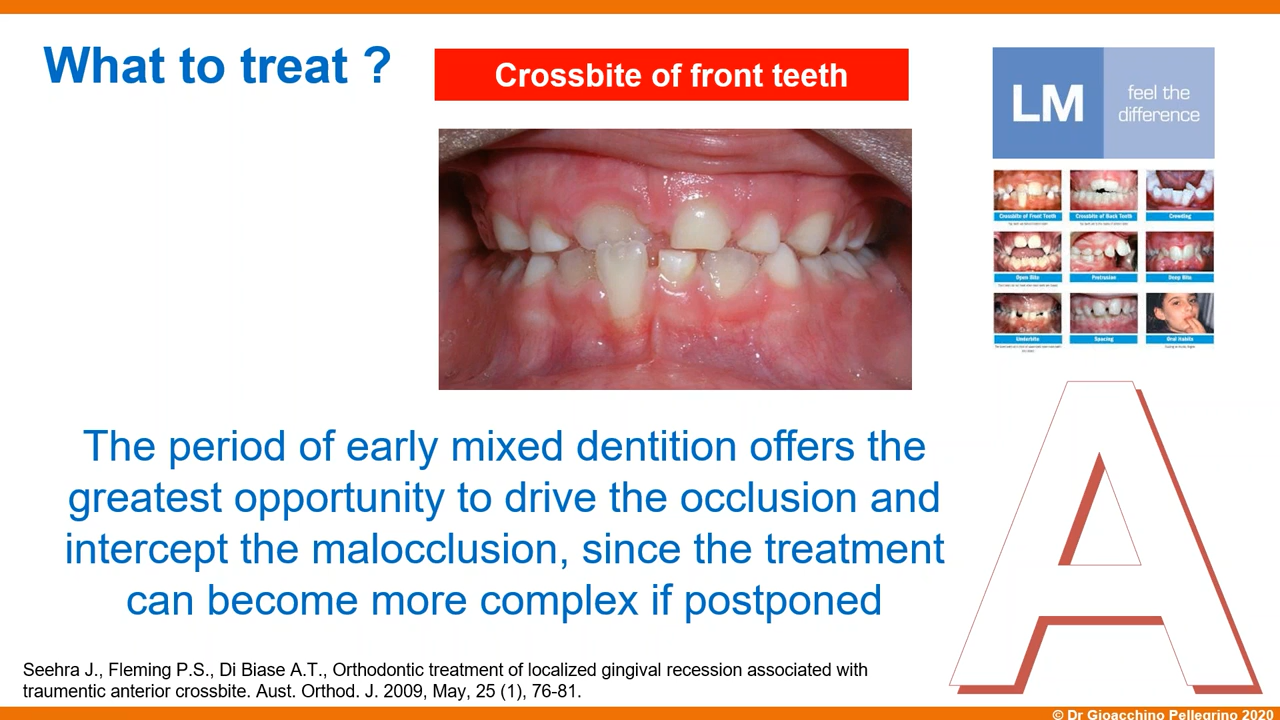 What to treat ?
Crossbite of front teeth
LM
feel the
difference
Crossbite of Front Teeth
Crossbite of Back Teeth
Crowding
Open Bite
Protrusion
Deep Bite
Underbite
Spacing
Oral Habits
The period of early mixed dentition offers the
greatest opportunity to drive the occlusion and
intercept the malocclusion, since the treatment
can become more complex if postponed
A
Seehra J., Fleming P.S., Di Biase A.T., Orthodontic treatment of localized gingival recession associated with
traumentic anterior crossbite. Aust. Orthod. J. 2009, May, 25 (1), 76-81.
© Dr Gioacchino Pellegrino 2020